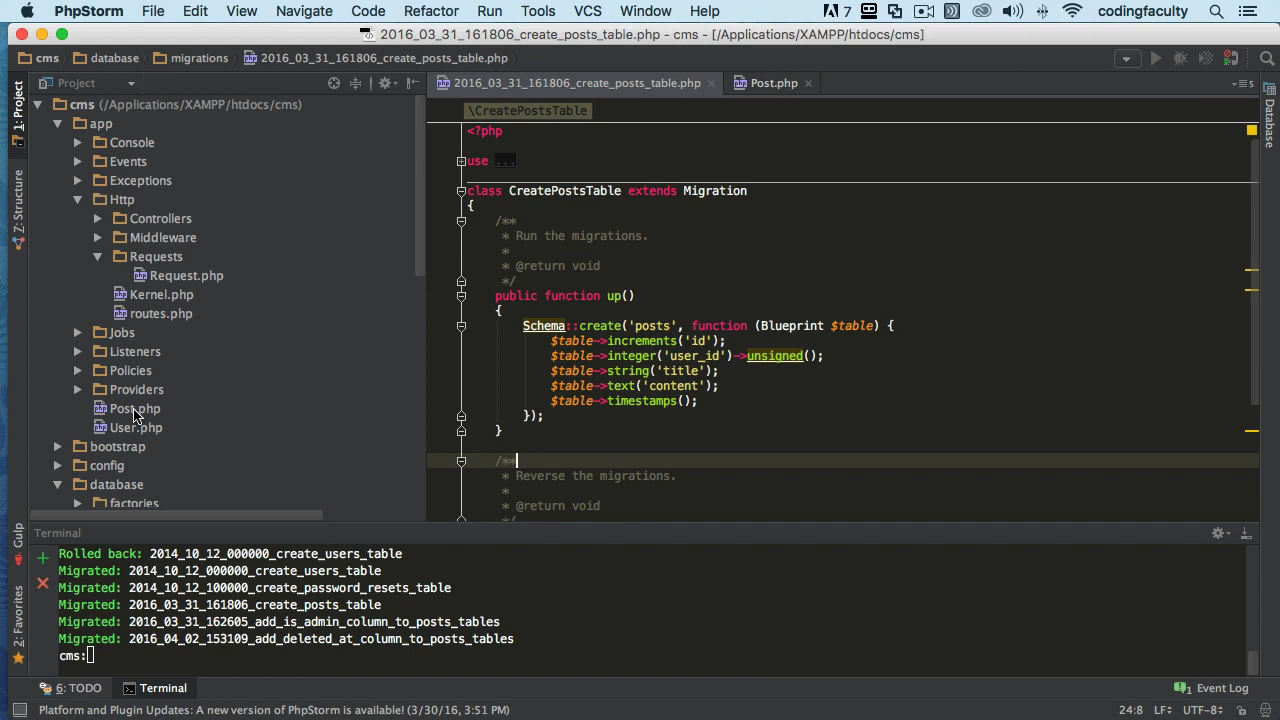 PhpStorm File Edit View Navigate Code Refactor Run Tools VCS Window Help 7 codingfaculty
2016_03_31_161806_create_posts_table.php - cms - [/Applications/XAMPP/htdocs/cms]
cms database migrations 2016_03_31_161806_create_posts_table.php
Project
2016_03_31_161806_create_posts_table.php
Post.php
1: Project
Z: Structure
Gulp
2: Favorites
cms (/Applications/XAMPP/htdocs/cms)
app
Console
Events
Exceptions
Http
Controllers
Middleware
Requests
Request.php
Kernel.php
routes.php
Jobs
Listeners
Policies
Providers
Post.php
User.php
bootstrap
config
database
factories
\CreatePostsTable
<?php
use ...
class CreatePostsTable extends Migration
{
/**
* Run the migrations.
*
* @return void
*/
public function up()
{
Schema::create('posts', function (Blueprint $table) {
$table->increments('id');
$table->integer('user_id')->unsigned();
$table->string('title');
$table->text('content');
$table->timestamps();
});
}
/**
* Reverse the migrations.
*
* @return void
*/
Database
Terminal
Rolled back: 2014_10_12_000000_create_users_table
Migrated: 2014_10_12_000000_create_users_table
Migrated: 2014_10_12_100000_create_password_resets_table
Migrated: 2016_03_31_161806_create_posts_table
Migrated: 2016_03_31_162605_add_is_admin_column_to_posts_tables
Migrated: 2016_04_02_153109_add_deleted_at_column_to_posts_tables
cms:
6: TODO Terminal 1 Event Log
Platform and Plugin Updates: A new version of PhpStorm is available! (3/30/16, 3:51 PM) 24:8 LF UTF-8